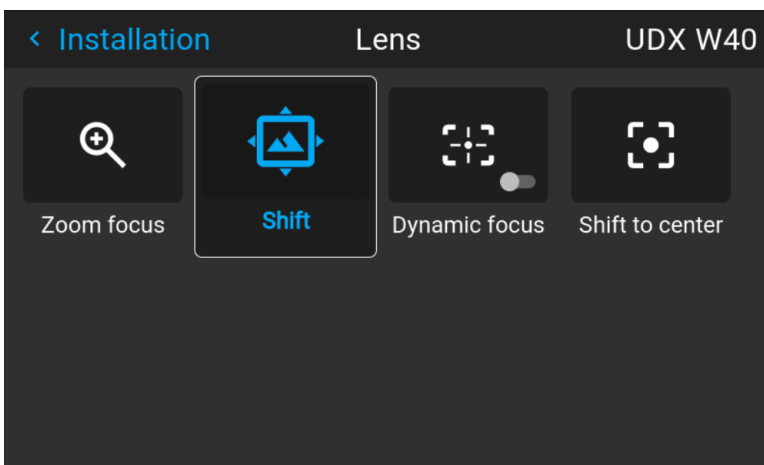 Installation Lens UDX W40
Zoom focus Shift Dynamic focus Shift to center